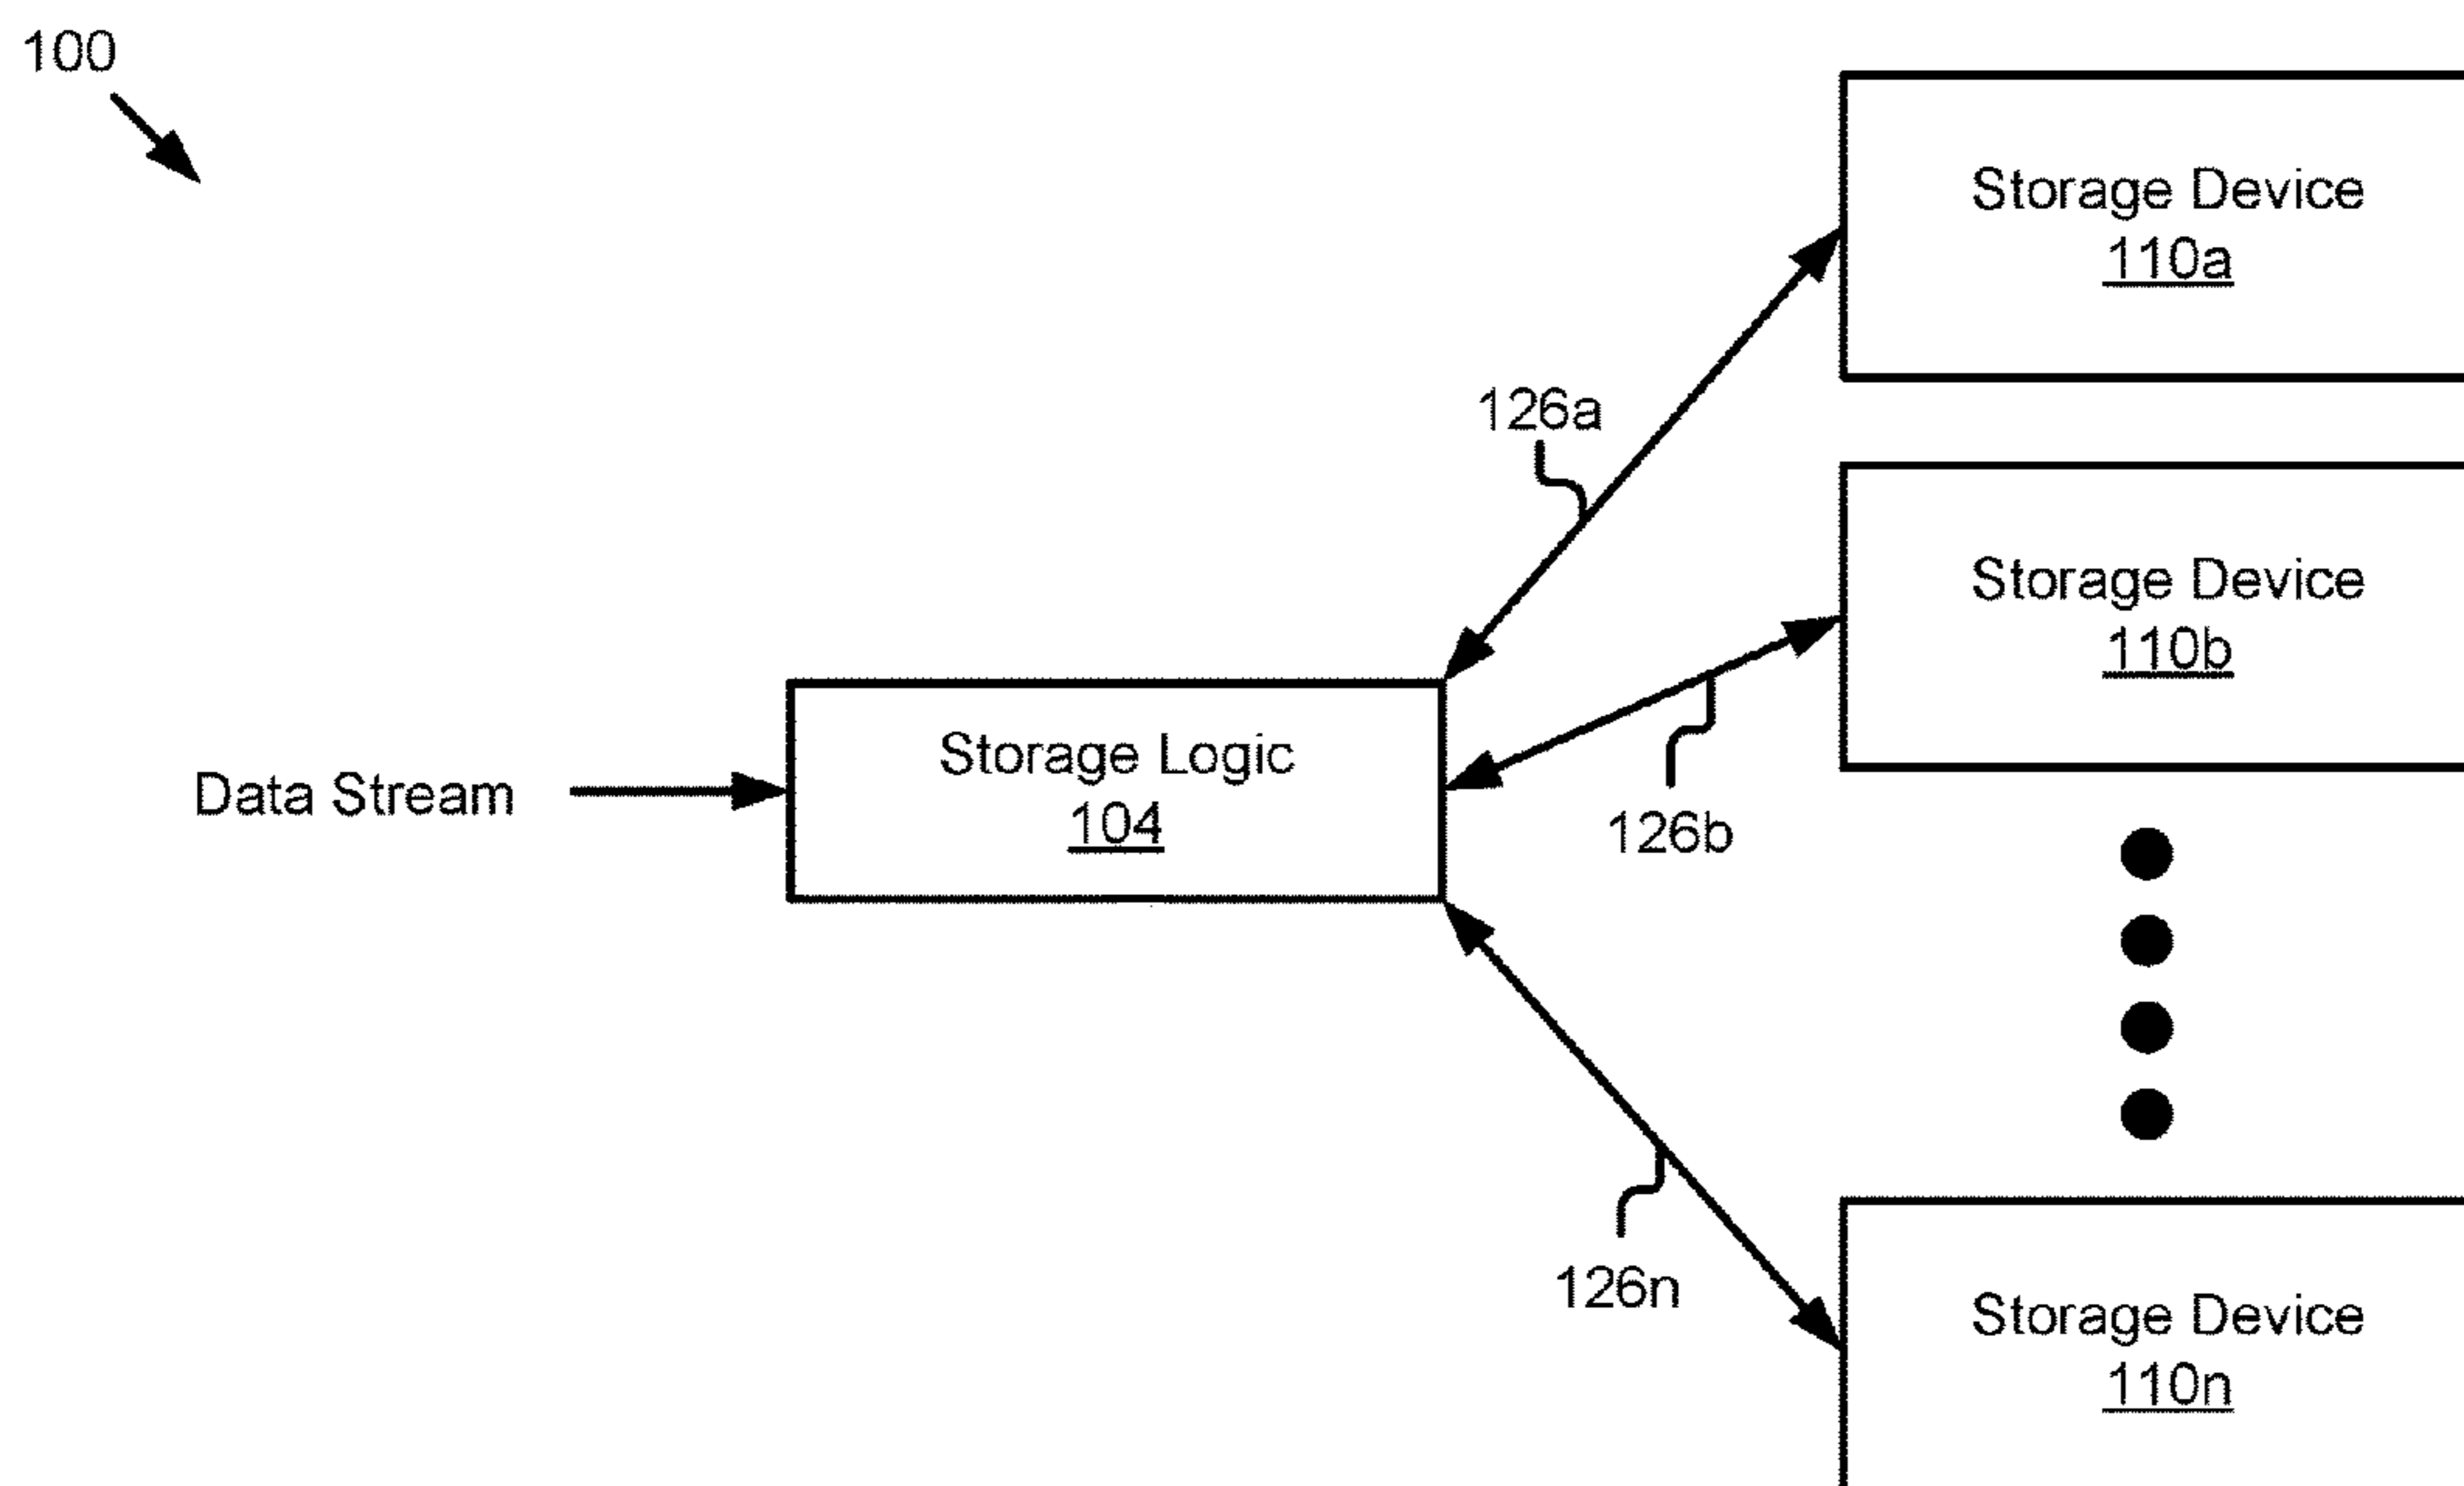 100
Storage Device
110a
126a
Storage Device
110b
Storage Logic
104
Data Stream
126b
126n
Storage Device
110n